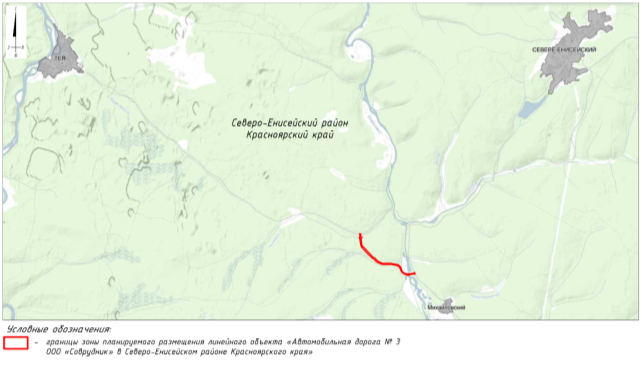 ТЕЯ
СЕВЕРО-ЕНИСЕЙСКИЙ
Северо-Енисейский район
Красноярский край
Михайловский
Условные обозначения:
- границы зоны планируемого размещения линейного объекта «Автомобильная дорога № 3
ООО «Соврудник» в Северо-Енисейском районе Красноярского края»